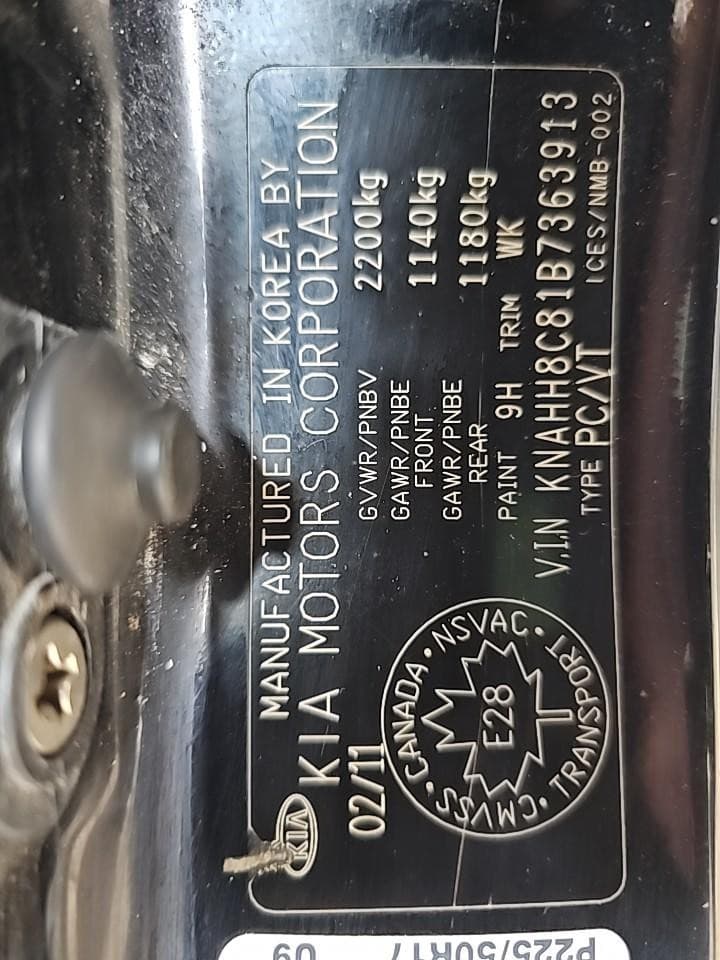 KIA
MANUFACTURED IN KOREA BY
KIA MOTORS CORPORATION
02/11
GVWR/PNBV 2200kg
GAWR/PNBE FRONT 1140kg
GAWR/PNBE REAR 1180kg
PAINT 9H TRIM WK
V.I.N KNAHH8C81B7363913
TYPE PC/VT ICES/NMB-002
CANADA • NSVAC • TRANSPORT • CMVSS •
E28
P225/50R17 09